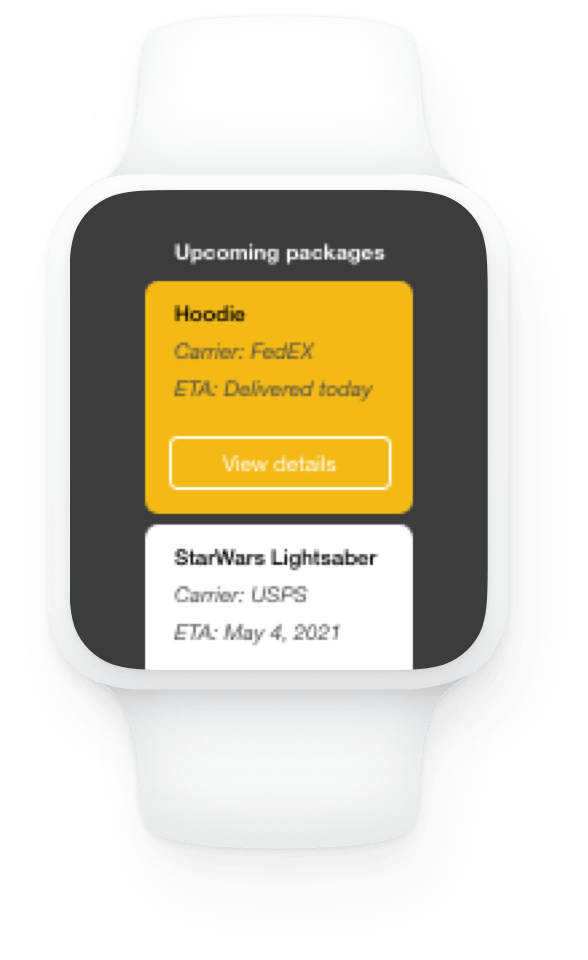 Upcoming packages
Hoodie
Carrier: FedEX
ETA: Delivered today
View details
StarWars Lightsaber
Carrier: USPS
ETA: May 4, 2021